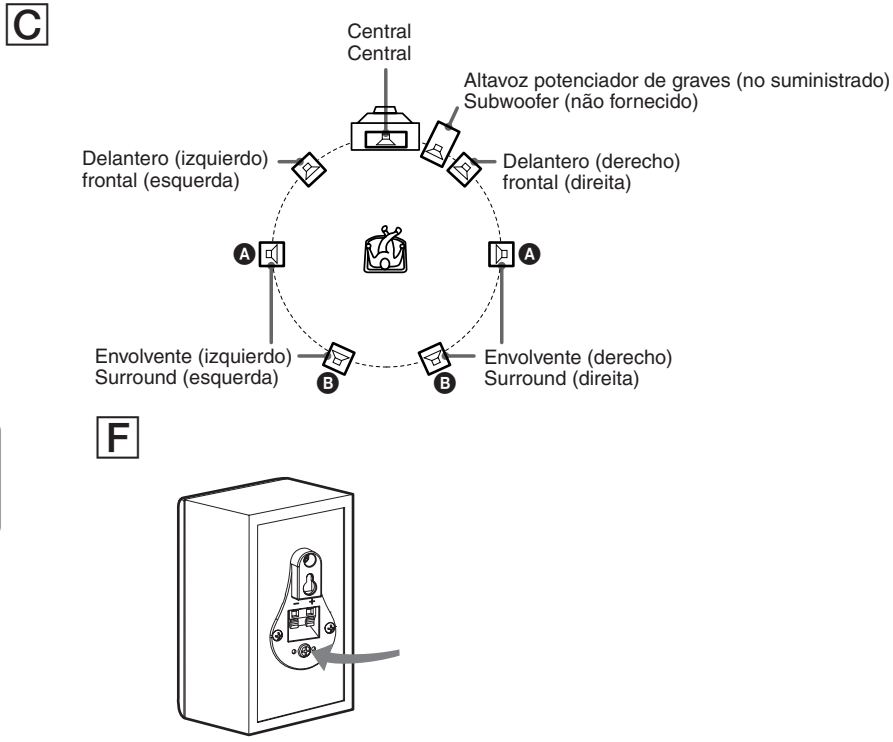 C
Central
Central
Altavoz potenciador de graves (no suministrado)
Subwoofer (não fornecido)
Delantero (izquierdo)
frontal (esquerda)
Delantero (derecho)
frontal (direita)
A
A
Envolvente (izquierdo)
Surround (esquerda)
B
B
Envolvente (derecho)
Surround (direita)
F
− +